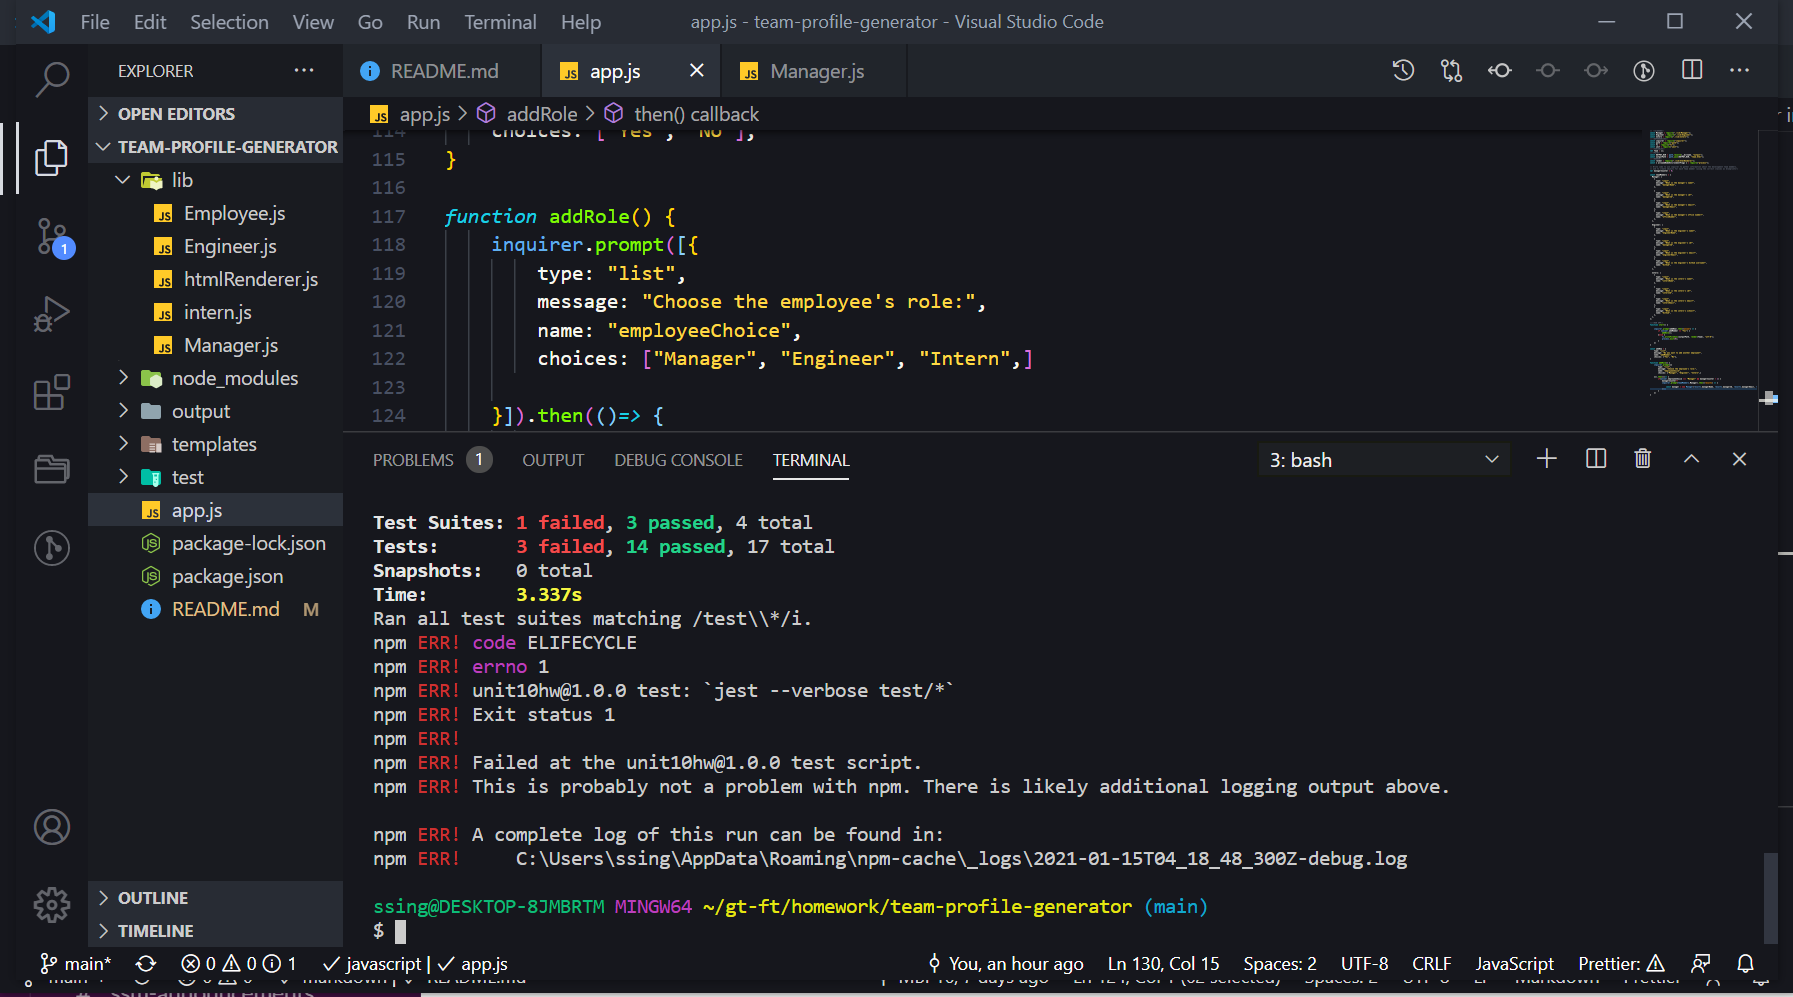 File Edit Selection View Go Run Terminal Help app.js - team-profile-generator - Visual Studio Code
EXPLORER
README.md app.js Manager.js
OPEN EDITORS
TEAM-PROFILE-GENERATOR
lib
Employee.js
Engineer.js
htmlRenderer.js
intern.js
Manager.js
node_modules
output
templates
test
app.js
package-lock.json
package.json
README.md M
OUTLINE
TIMELINE
1
app.js > addRole > then() callback
114 choices: ["Yes", "No"],
115 }
116
117 function addRole() {
118 inquirer.prompt([{
119 type: "list",
120 message: "Choose the employee's role:",
121 name: "employeeChoice",
122 choices: ["Manager", "Engineer", "Intern",]
123
124 }]).then(()=> {
PROBLEMS 1 OUTPUT DEBUG CONSOLE TERMINAL 3: bash
Test Suites: 1 failed, 3 passed, 4 total
Tests: 3 failed, 14 passed, 17 total
Snapshots: 0 total
Time: 3.337s
Ran all test suites matching /test\\*/i.
npm ERR! code ELIFECYCLE
npm ERR! errno 1
npm ERR! unit10hw@1.0.0 test: `jest --verbose test/*`
npm ERR! Exit status 1
npm ERR!
npm ERR! Failed at the unit10hw@1.0.0 test script.
npm ERR! This is probably not a problem with npm. There is likely additional logging output above.
npm ERR! A complete log of this run can be found in:
npm ERR! C:\Users\ssing\AppData\Roaming\npm-cache\_logs\2021-01-15T04_18_48_300Z-debug.log
ssing@DESKTOP-8JMBRTM MINGW64 ~/gt-ft/homework/team-profile-generator (main)
$
main* 0 0 1 javascript | app.js You, an hour ago Ln 130, Col 15 Spaces: 2 UTF-8 CRLF JavaScript Prettier: